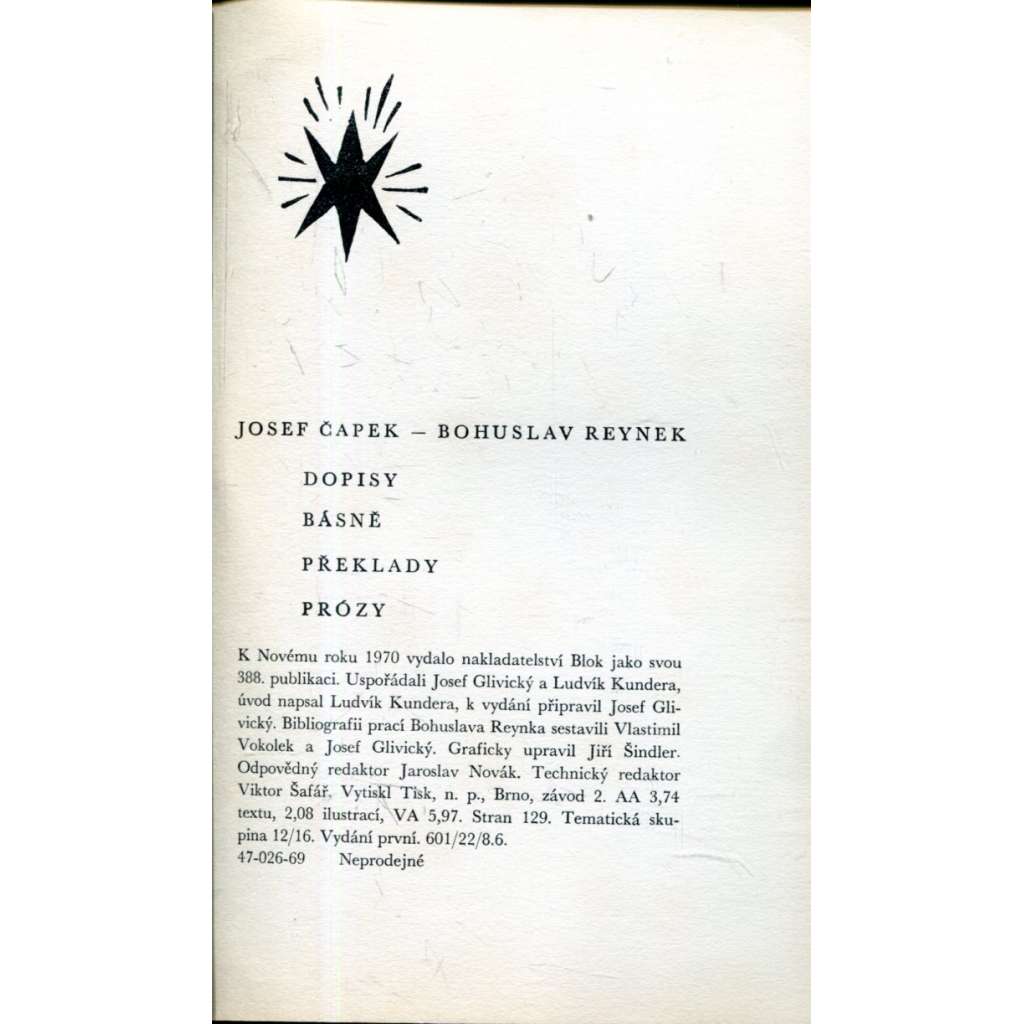 JOSEF ČAPEK – BOHUSLAV REYNEK
DOPISY
BÁSNĚ
PŘEKLADY
PRÓZY
K Novému roku 1970 vydalo nakladatelství Blok jako svou
388. publikaci. Uspořádali Josef Glivický a Ludvík Kundera,
úvod napsal Ludvík Kundera, k vydání připravil Josef Gli-
vický. Bibliografii prací Bohuslava Reynka sestavili Vlastimil
Vokolek a Josef Glivický. Graficky upravil Jiří Šindler.
Odpovědný redaktor Jaroslav Novák. Technický redaktor
Viktor Šafář. Vytiskl Tisk, n. p., Brno, závod 2. AA 3,74
textu, 2,08 ilustrací, VA 5,97. Stran 129. Tematická sku-
pina 12/16. Vydání první. 601/22/8.6.
47-026-69 Neprodejné